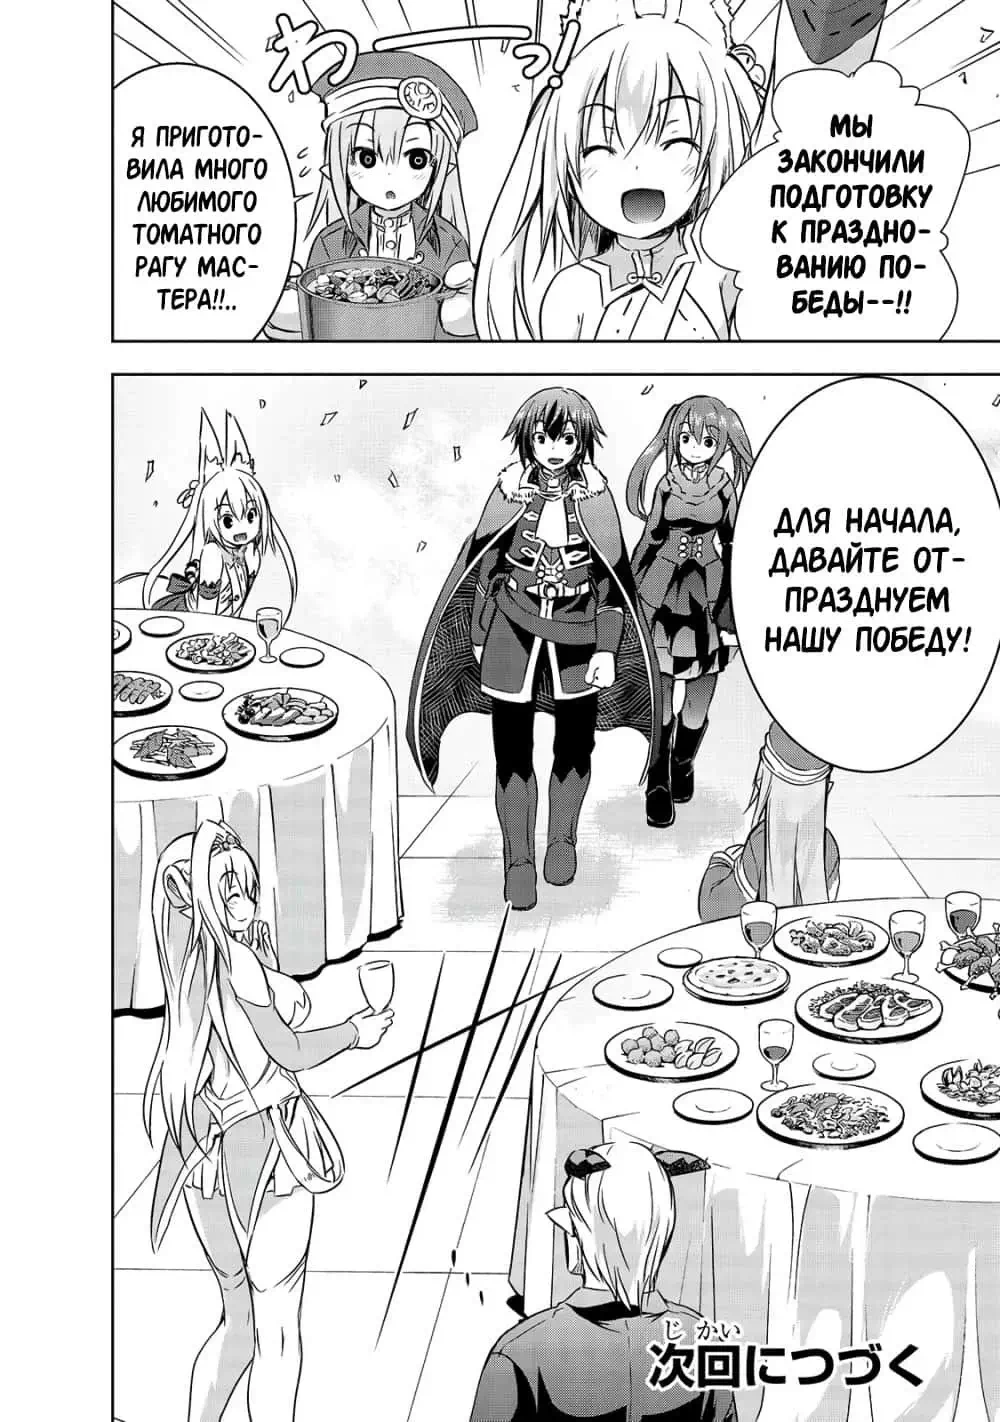 МЫ
ЗАКОНЧИЛИ
ПОДГОТОВКУ
К ПРАЗДНО-
ВАНИЮ ПО-
БЕДЫ--!!
わーっ!
Я ПРИГОТО-
ВИЛА МНОГО
ЛЮБИМОГО
ТОМАТНОГО
РАГУ МАС-
ТЕРА!!..
ДЛЯ НАЧАЛА,
ДАВАЙТЕ ОТ-
ПРАЗДНУЕМ
НАШУ ПОБЕДУ!
じかい
次回につづく